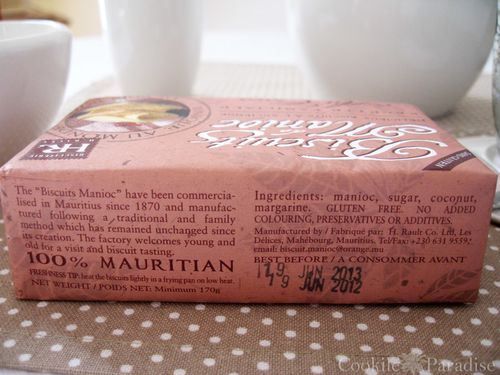 Biscuits
Manioc
BISCUITERIE
HR
The "Biscuits Manioc" have been commercia-
lised in Mauritius since 1870 and manufac-
tured following a traditional and family
method which has remained unchanged since
its creation. The factory welcomes young and
old for a visit and biscuit tasting.
100% MAURITIAN
FRESHNESS TIP: heat the biscuits lightly in a frying pan on low heat.
NET WEIGHT / POIDS NET: Minimum 170g
Ingredients: manioc, sugar, coconut,
margarine. GLUTEN FREE. NO ADDED
COLOURING, PRESERVATIVES OR ADDITIVES.
Manufactured by / Fabriqué par: H. Rault Co. Ltd, Les
Délices, Mahébourg, Mauritius. Tel/Fax: +230 631 9559;
email: biscuit.manioc@orange.mu
BEST BEFORE / A CONSOMMER AVANT
19 JAN 2013
19 JUN 2012
Cookie Paradise